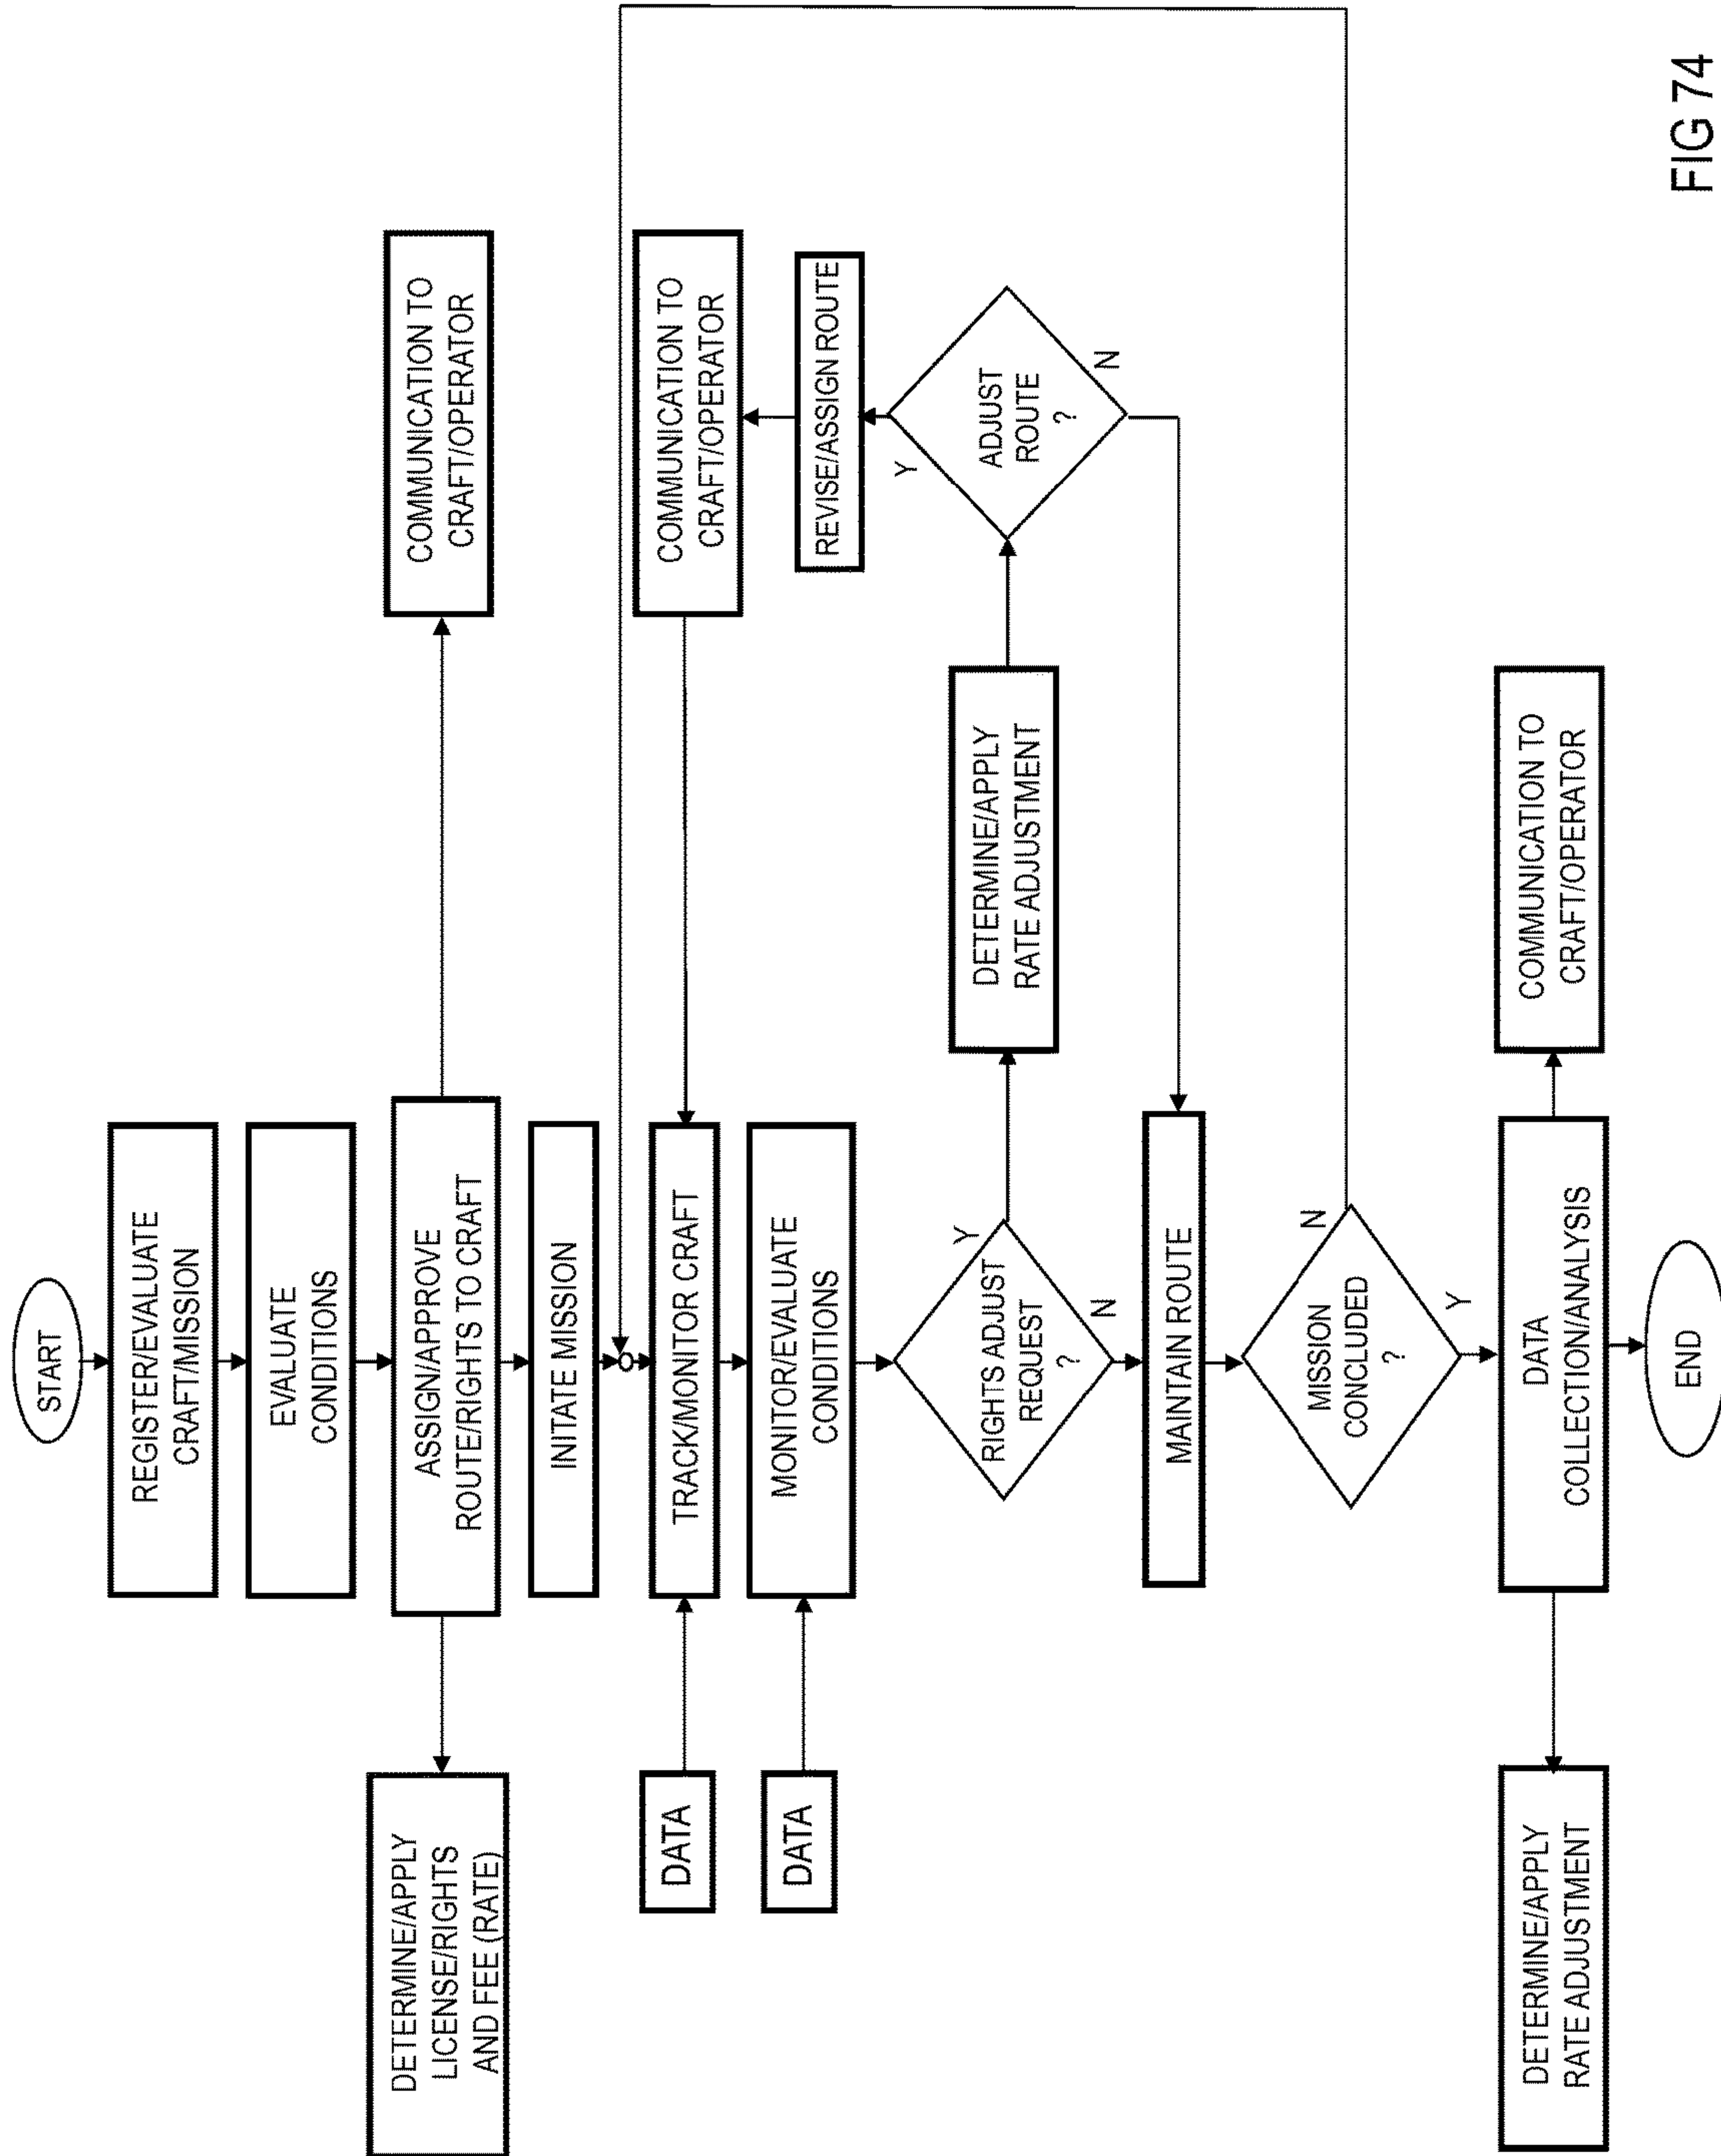 START
REGISTER/EVALUATE
CRAFT/MISSION
EVALUATE
CONDITIONS
ASSIGN/APPROVE
ROUTE/RIGHTS TO CRAFT
COMMUNICATION TO
CRAFT/OPERATOR
DETERMINE/APPLY
LICENSE/RIGHTS
AND FEE (RATE)
INITATE MISSION
DATA
TRACK/MONITOR CRAFT
COMMUNICATION TO
CRAFT/OPERATOR
DATA
MONITOR/EVALUATE
CONDITIONS
REVISE/ASSIGN ROUTE
RIGHTS ADJUST
REQUEST
?
Y
N
DETERMINE/APPLY
RATE ADJUSTMENT
ADJUST
ROUTE
?
Y
N
MAINTAIN ROUTE
MISSION
CONCLUDED
?
N
Y
DATA
COLLECTION/ANALYSIS
COMMUNICATION TO
CRAFT/OPERATOR
DETERMINE/APPLY
RATE ADJUSTMENT
END
FIG 74